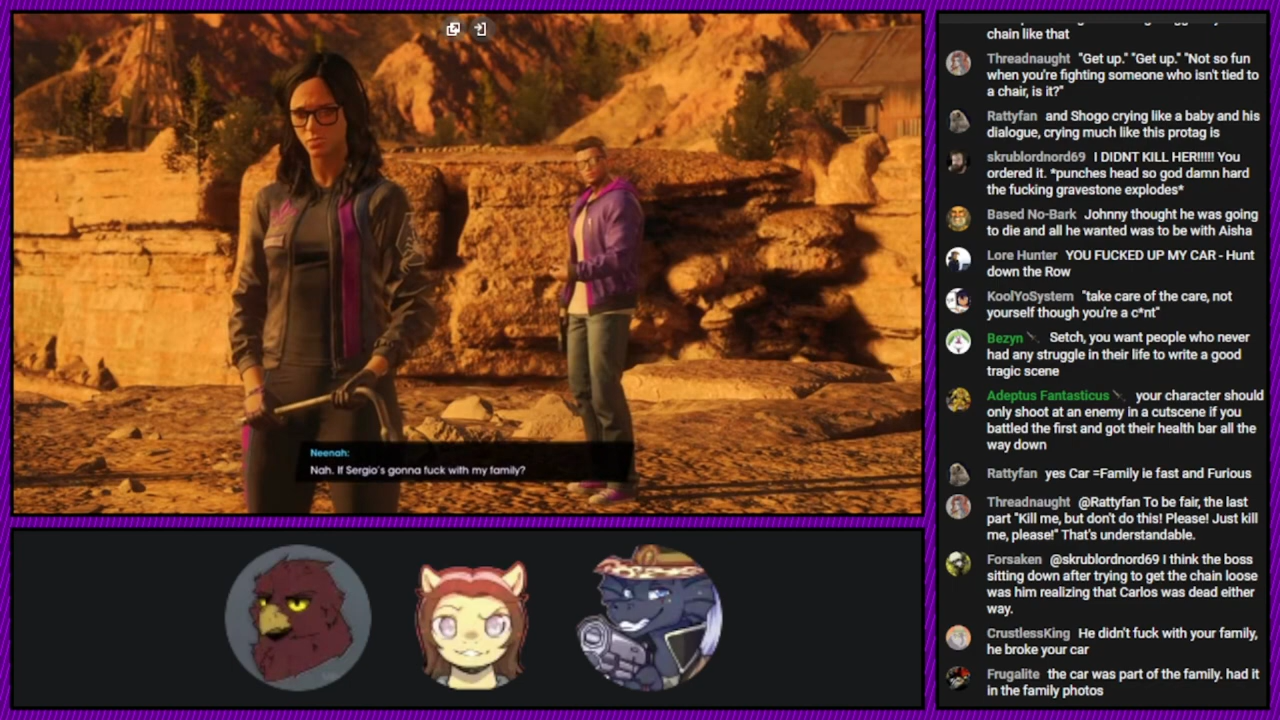 Neenah:
Nah. If Sergio's gonna fuck with my family?
chain like that
Threadnaught "Get up." "Get up." "Not so fun
when you're fighting someone who isn't tied to
a chair, is it?"
Rattyfan and Shogo crying like a baby and his
dialogue, crying much like this protag is
skrublordnord69 I DIDNT KILL HER!!!!! You
ordered it. *punches head so god damn hard
the fucking gravestone explodes*
Based No-Bark Johnny thought he was going
to die and all he wanted was to be with Aisha
Lore Hunter YOU FUCKED UP MY CAR - Hunt
down the Row
KoolYoSystem "take care of the care, not
yourself though you're a c*nt"
Bezyn Setch, you want people who never
had any struggle in their life to write a good
tragic scene
Adeptus Fantasticus your character should
only shoot at an enemy in a cutscene if you
battled the first and got their health bar all the
way down
Rattyfan yes Car =Family ie fast and Furious
Threadnaught @Rattyfan To be fair, the last
part "Kill me, but don't do this! Please! Just kill
me, please!" That's understandable.
Forsaken @skrublordnord69 I think the boss
sitting down after trying to get the chain loose
was him realizing that Carlos was dead either
way.
CrustlessKing He didn't fuck with your family,
he broke your car
Frugalite the car was part of the family. had it
in the family photos